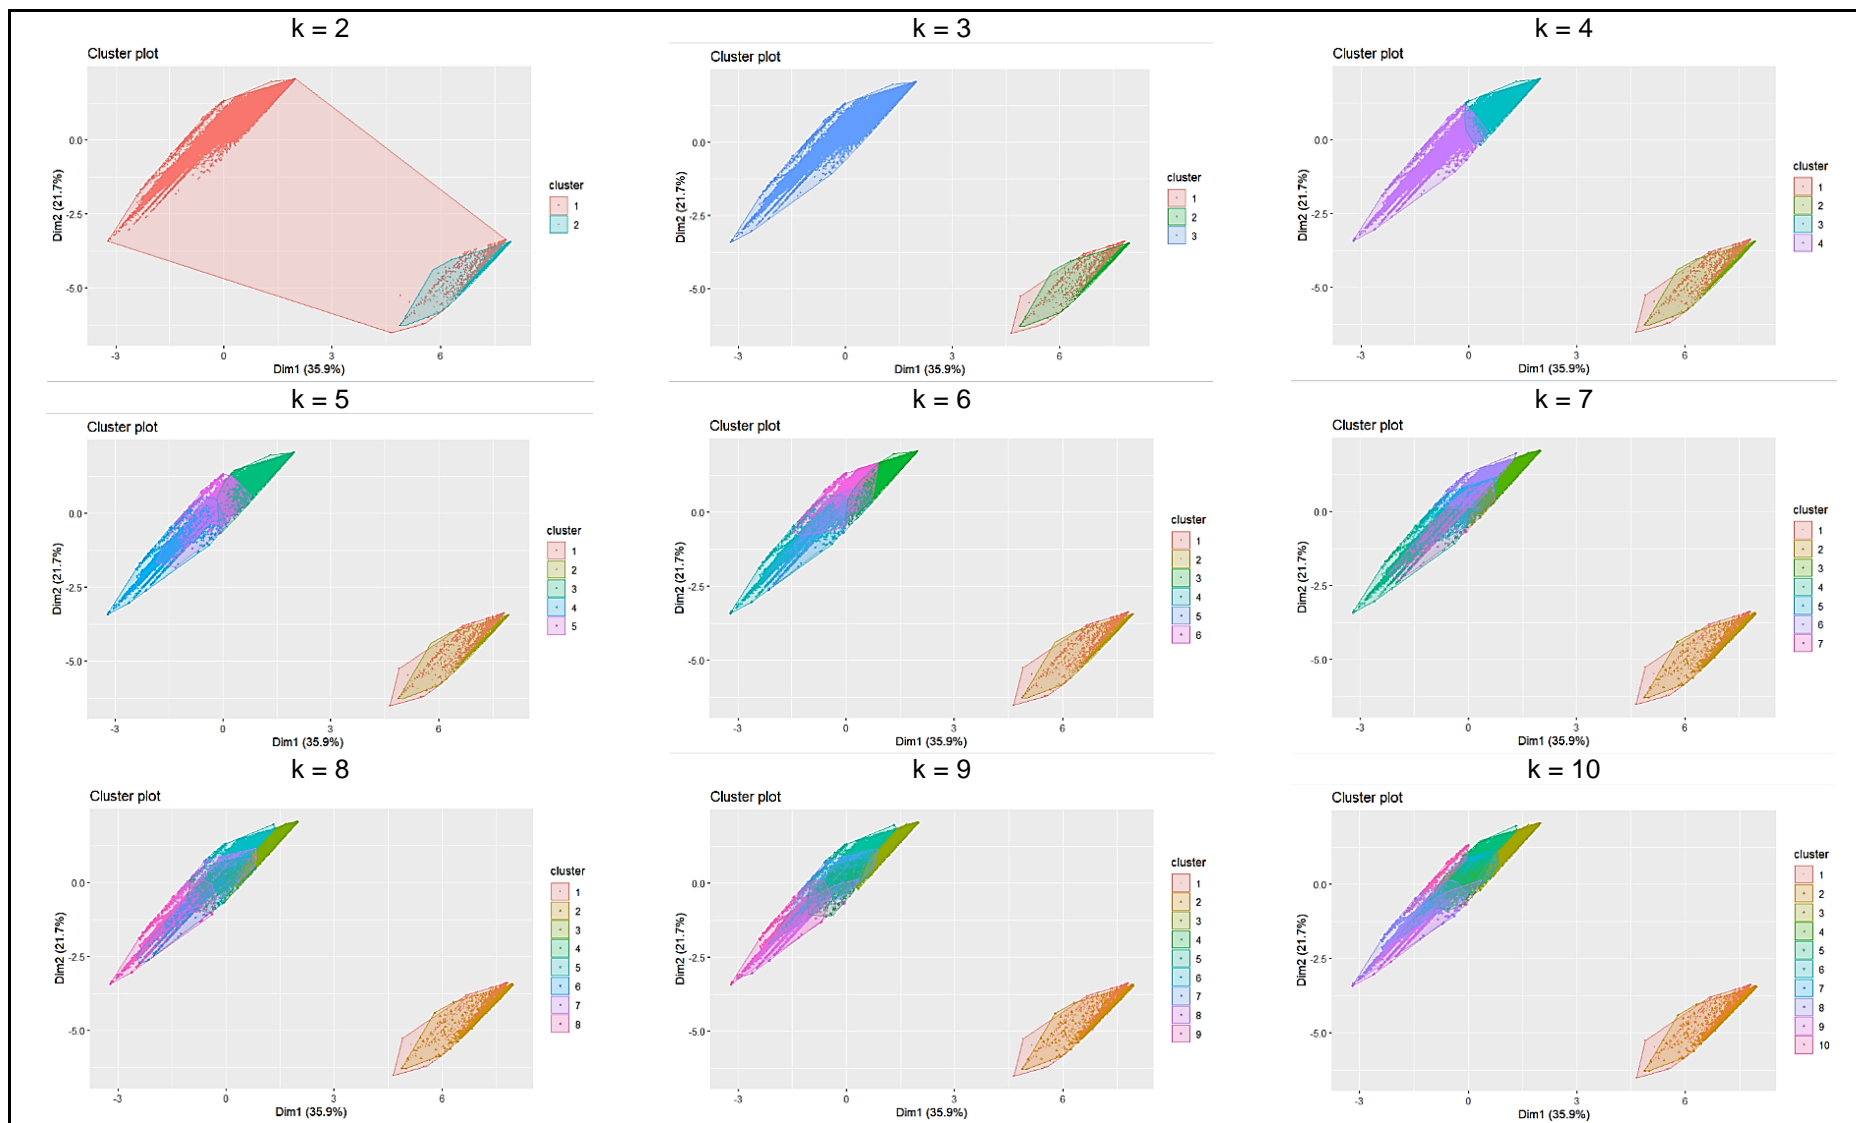 k = 2
Cluster plot
0.0
-2.5
-5.0
Dim2 (21.7%)
-3 0 3 6
Dim1 (35.9%)
cluster
1
2
k = 3
Cluster plot
0.0
-2.5
-5.0
Dim2 (21.7%)
-3 0 3 6
Dim1 (35.9%)
cluster
1
2
3
k = 4
Cluster plot
0.0
-2.5
-5.0
Dim2 (21.7%)
-3 0 3 6
Dim1 (35.9%)
cluster
1
2
3
4
k = 5
Cluster plot
0.0
-2.5
-5.0
Dim2 (21.7%)
-3 0 3 6
Dim1 (35.9%)
cluster
1
2
3
4
5
k = 6
Cluster plot
0.0
-2.5
-5.0
Dim2 (21.7%)
-3 0 3 6
Dim1 (35.9%)
cluster
1
2
3
4
5
6
k = 7
Cluster plot
0.0
-2.5
-5.0
Dim2 (21.7%)
-3 0 3 6
Dim1 (35.9%)
cluster
1
2
3
4
5
6
7
k = 8
Cluster plot
0.0
-2.5
-5.0
Dim2 (21.7%)
-3 0 3 6
Dim1 (35.9%)
cluster
1
2
3
4
5
6
7
8
k = 9
Cluster plot
0.0
-2.5
-5.0
Dim2 (21.7%)
-3 0 3 6
Dim1 (35.9%)
cluster
1
2
3
4
5
6
7
8
9
k = 10
Cluster plot
0.0
-2.5
-5.0
Dim2 (21.7%)
-3 0 3 6
Dim1 (35.9%)
cluster
1
2
3
4
5
6
7
8
9
10